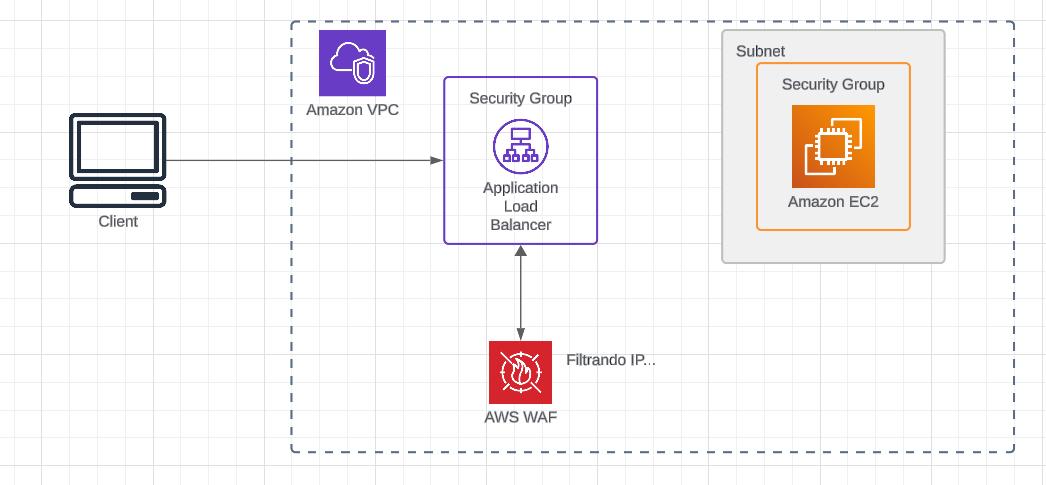 Amazon VPC
Security Group
Application
Load
Balancer
Subnet
Security Group
Amazon EC2
Client
Filtrando IP...
AWS WAF